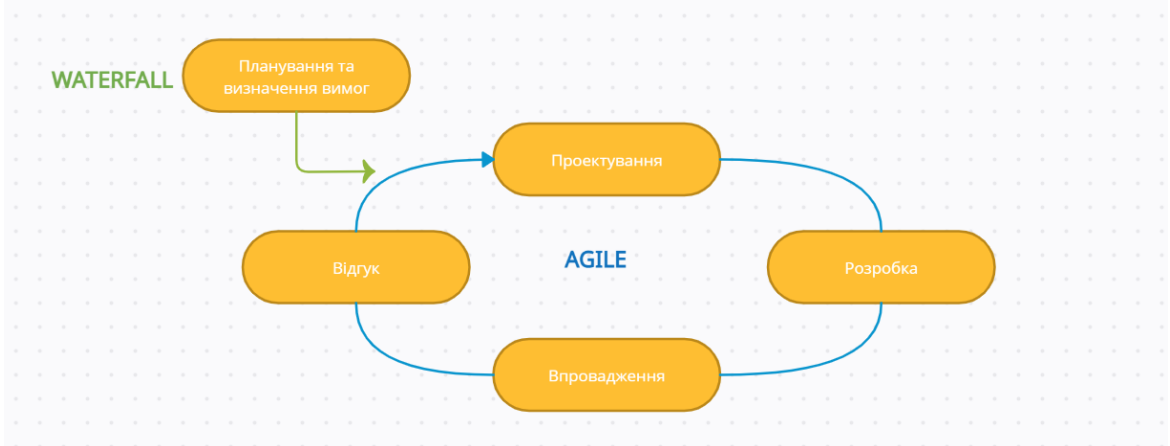 WATERFALL
Планування та
визначення вимог
Проектування
Відгук
AGILE
Розробка
Впровадження